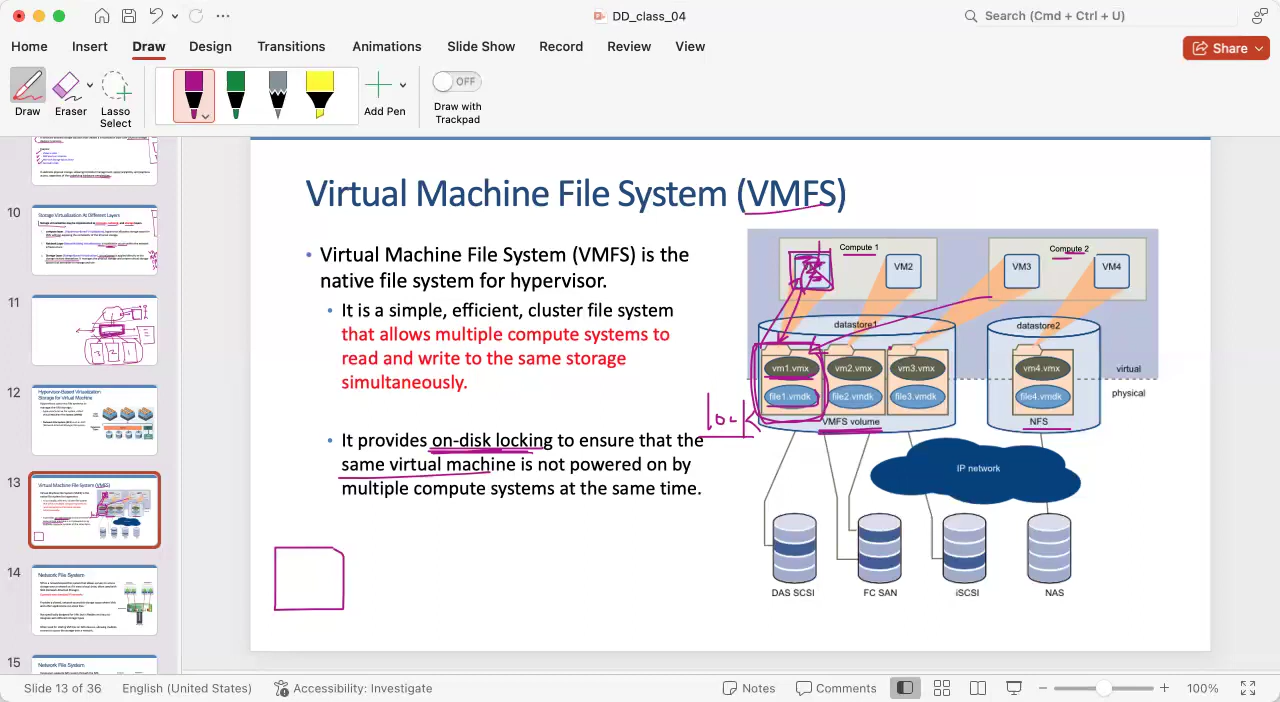 DD_class_04
Search (Cmd + Ctrl + U)
Home Insert Draw Design Transitions Animations Slide Show Record Review View
Share
OFF
Draw Eraser Lasso Select Add Pen Draw with Trackpad
10
Storage Virtualization At Different Layers
11
12
Hypervisor-Based Virtualization
Storage for Virtual Machine
13
Virtual Machine File System (VMFS)
14
Network File System
15
Network File System
Virtual Machine File System (VMFS)
• Virtual Machine File System (VMFS) is the
native file system for hypervisor.
• It is a simple, efficient, cluster file system
that allows multiple compute systems to
read and write to the same storage
simultaneously.
• It provides on-disk locking to ensure that the
same virtual machine is not powered on by
multiple compute systems at the same time.
Compute 1
Compute 2
VM2
VM3
VM4
datastore1
datastore2
vm1.vmx
vm2.vmx
vm3.vmx
vm4.vmx
virtual
physical
file1.vmdk
file2.vmdk
file3.vmdk
file4.vmdk
lock
VMFS volume
NFS
IP network
DAS SCSI
FC SAN
iSCSI
NAS
Slide 13 of 36 English (United States) Accessibility: Investigate Notes Comments 100%